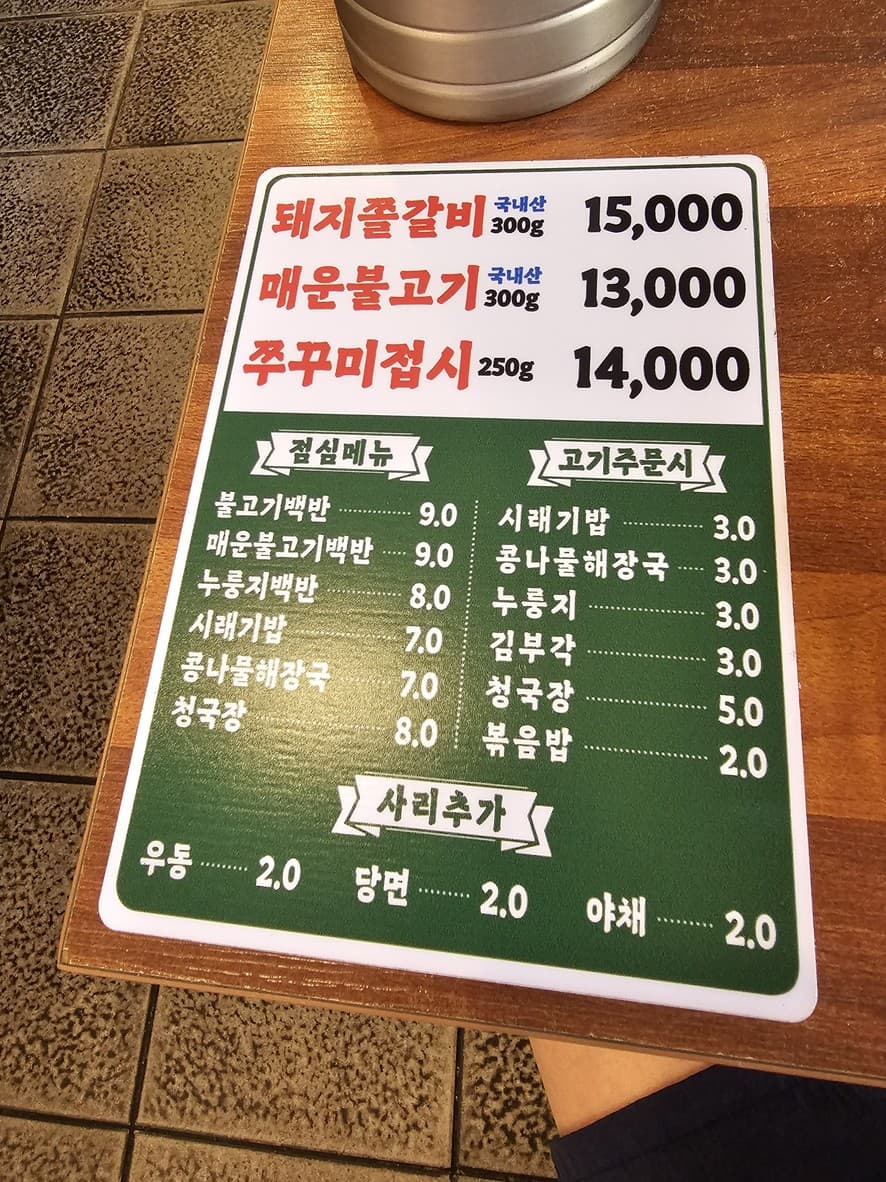 돼지쫄갈비 국내산 300g 15,000
매운불고기 국내산 300g 13,000
쭈꾸미접시 250g 14,000
점심메뉴
불고기백반 9.0
매운불고기백반 9.0
누룽지백반 8.0
시래기밥 7.0
콩나물해장국 7.0
청국장 8.0
고기주문시
시래기밥 3.0
콩나물해장국 3.0
누룽지 3.0
김부각 3.0
청국장 5.0
볶음밥 2.0
사리추가
우동 2.0 당면 2.0 야채 2.0